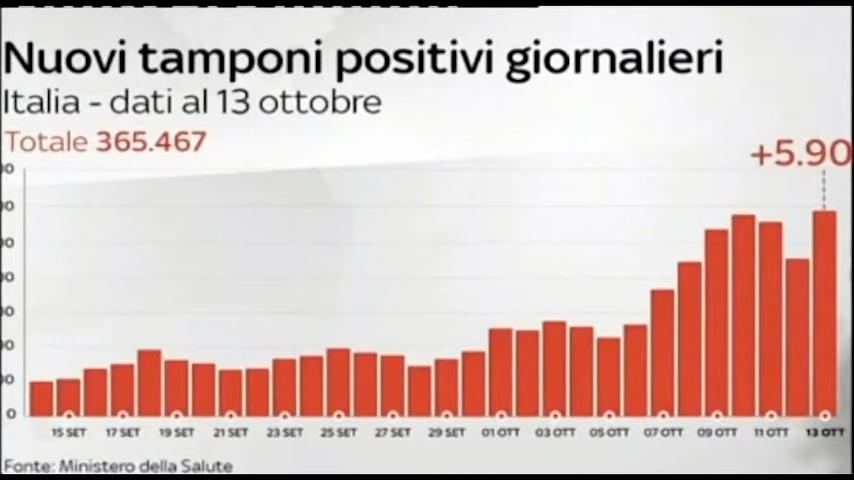 Nuovi tamponi positivi giornalieri
Italia - dati al 13 ottobre
Totale 365.467
+5.90
0
15 SET 17 SET 19 SET 21 SET 23 SET 25 SET 27 SET 29 SET 01 OTT 03 OTT 05 OTT 07 OTT 09 OTT 11 OTT 13 OTT
Fonte: Ministero della Salute